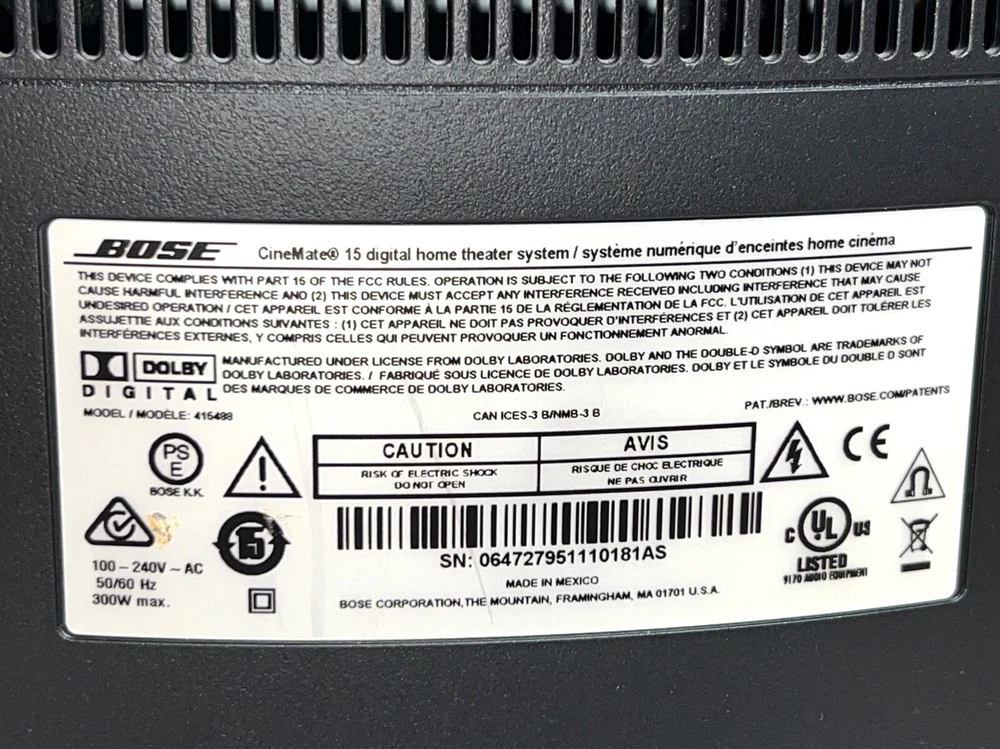 BOSE CineMate® 15 digital home theater system / système numérique d'enceintes home cinéma
THIS DEVICE COMPLIES WITH PART 15 OF THE FCC RULES. OPERATION IS SUBJECT TO THE FOLLOWING TWO CONDITIONS (1) THIS DEVICE MAY NOT
CAUSE HARMFUL INTERFERENCE AND (2) THIS DEVICE MUST ACCEPT ANY INTERFERENCE RECEIVED INCLUDING INTERFERENCE THAT MAY CAUSE
UNDESIRED OPERATION / CET APPAREIL EST CONFORME À LA PARTIE 15 DE LA RÉGLEMENTATION DE LA FCC. L'UTILISATION DE CET APPAREIL EST
ASSUJETTIE AUX CONDITIONS SUIVANTES : (1) CET APPAREIL NE DOIT PAS PROVOQUER D'INTERFÉRENCES ET (2) CET APPAREIL DOIT TOLÉRER LES
INTERFÉRENCES EXTERNES, Y COMPRIS CELLES QUI PEUVENT PROVOQUER UN FONCTIONNEMENT ANORMAL.
DOLBY
DIGITAL
MANUFACTURED UNDER LICENSE FROM DOLBY LABORATORIES. DOLBY AND THE DOUBLE-D SYMBOL ARE TRADEMARKS OF
DOLBY LABORATORIES. / FABRIQUÉ SOUS LICENCE DE DOLBY LABORATORIES. DOLBY ET LE SYMBOLE DU DOUBLE D SONT
DES MARQUES DE COMMERCE DE DOLBY LABORATORIES.
MODEL / MODÈLE: 415488
CAN ICES-3 B/NMB-3 B
PAT./BREV.: WWW.BOSE.COM/PATENTS
PS
E
BOSE K.K.
CAUTION
RISK OF ELECTRIC SHOCK
DO NOT OPEN
AVIS
RISQUE DE CHOC ELECTRIQUE
NE PAS OUVRIR
CE
15
SN: 064727951110181AS
C UL US
LISTED
9170 AUDIO EQUIPMENT
100 – 240V ~ AC
50/60 Hz
300W max.
MADE IN MEXICO
BOSE CORPORATION, THE MOUNTAIN, FRAMINGHAM, MA 01701 U.S.A.